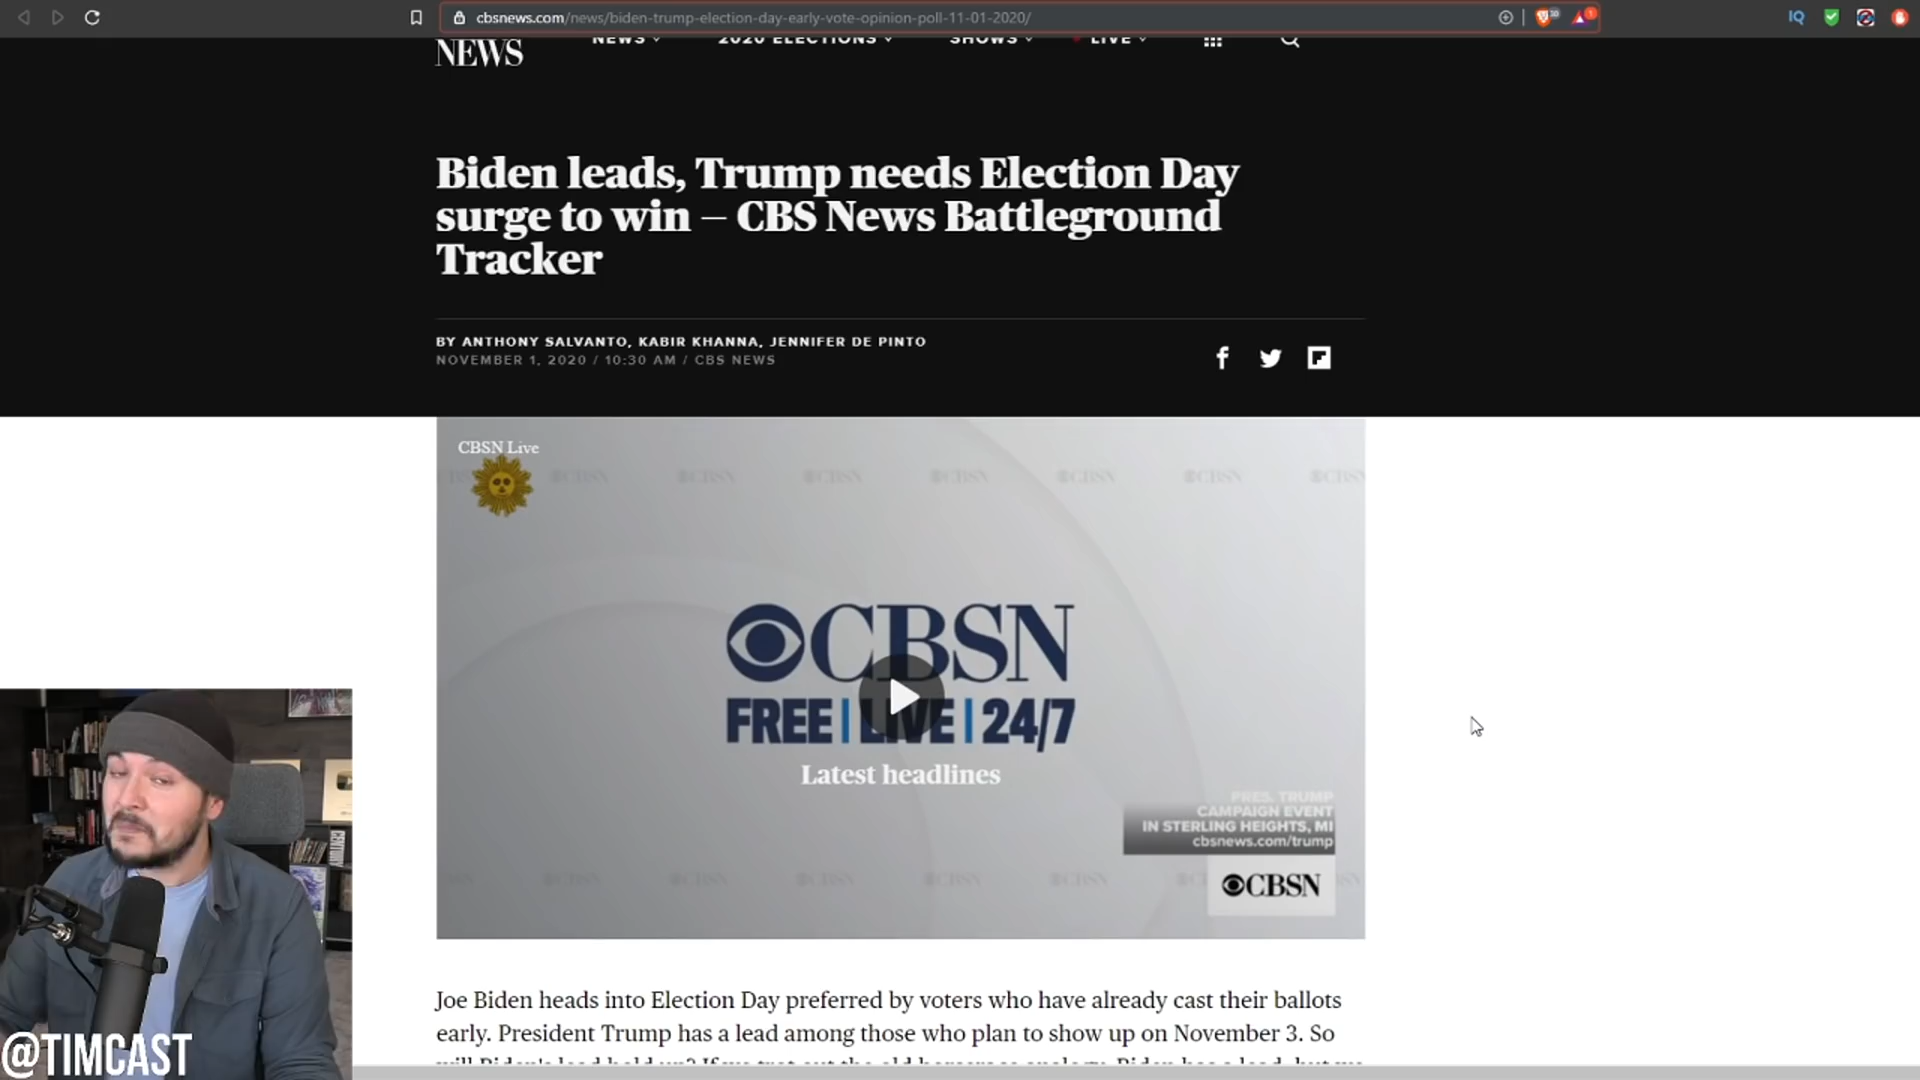 cbsnews.com/news/biden-trump-election-day-early-vote-opinion-poll-11-01-2020/
IQ
NEWS
NEWS
2020 ELECTIONS
SHOWS
LIVE
Biden leads, Trump needs Election Day
surge to win – CBS News Battleground
Tracker
BY ANTHONY SALVANTO, KABIR KHANNA, JENNIFER DE PINTO
NOVEMBER 1, 2020 / 10:30 AM / CBS NEWS
CBSN Live
CBSN CBSN CBSN CBSN CBSN CBSN
CBSN
FREE | LIVE | 24/7
Latest headlines
PRES. TRUMP
CAMPAIGN EVENT
IN STERLING HEIGHTS, MI
cbsnews.com/trump
CBSN CBSN CBSN CBSN CBSN
CBSN
Joe Biden heads into Election Day preferred by voters who have already cast their ballots
early. President Trump has a lead among those who plan to show up on November 3. So
@TIMCAST